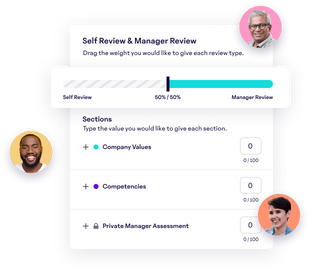 Self Review & Manager Review
Drag the weight you would like to give each review type.
Self Review
50% / 50%
Manager Review
Sections
Type the value you would like to give each section.
Company Values
0
0 / 100
Competencies
0
0 / 100
Private Manager Assessment
0
0 / 100